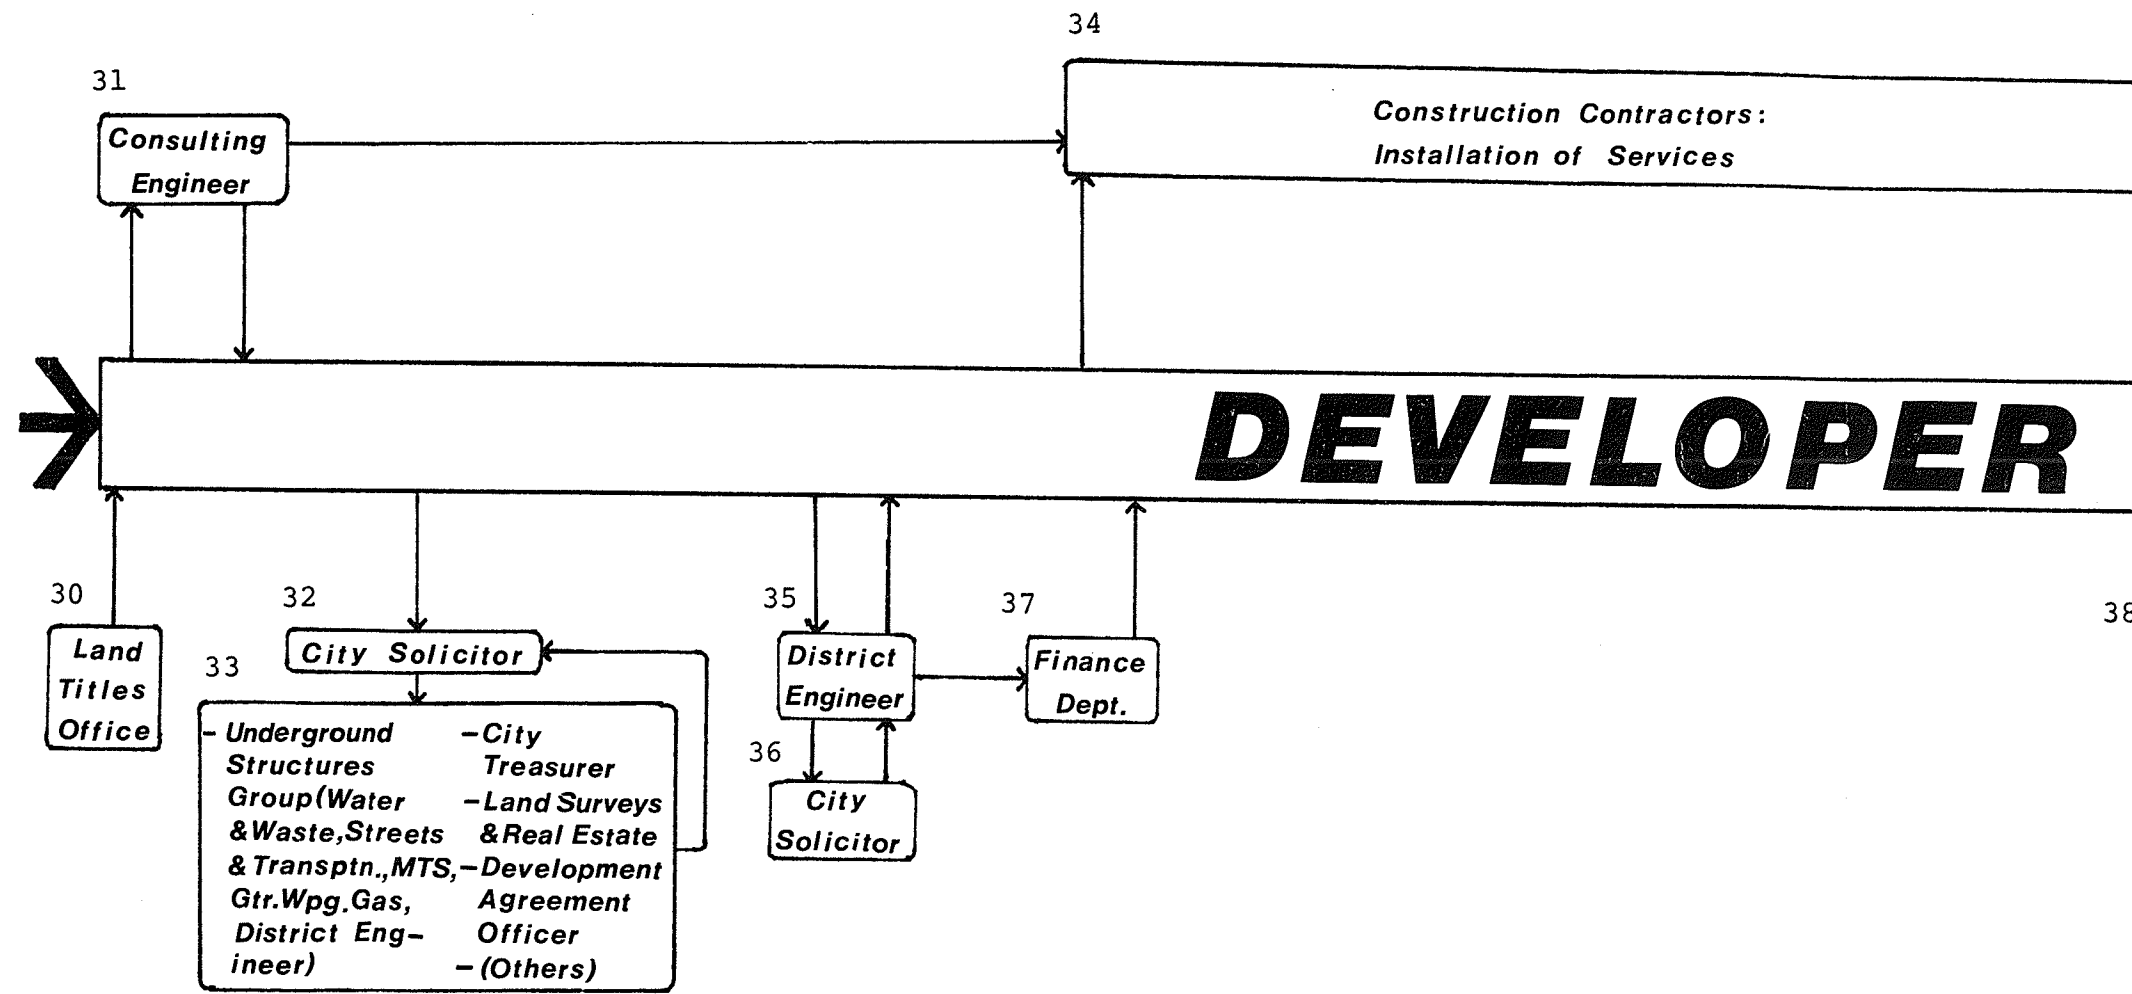 34
31
Construction Contractors:
Installation of Services
Consulting
Engineer
DEVELOPER
30
32
35
37
38
Land
Titles
Office
City Solicitor
33
- Underground
Structures
Group(Water
&Waste,Streets
& Transptn.,MTS,
Gtr.Wpg.Gas,
District Eng-
ineer)
-City
Treasurer
-Land Surveys
&Real Estate
-Development
Agreement
Officer
-(Others)
District
Engineer
Finance
Dept.
36
City
Solicitor